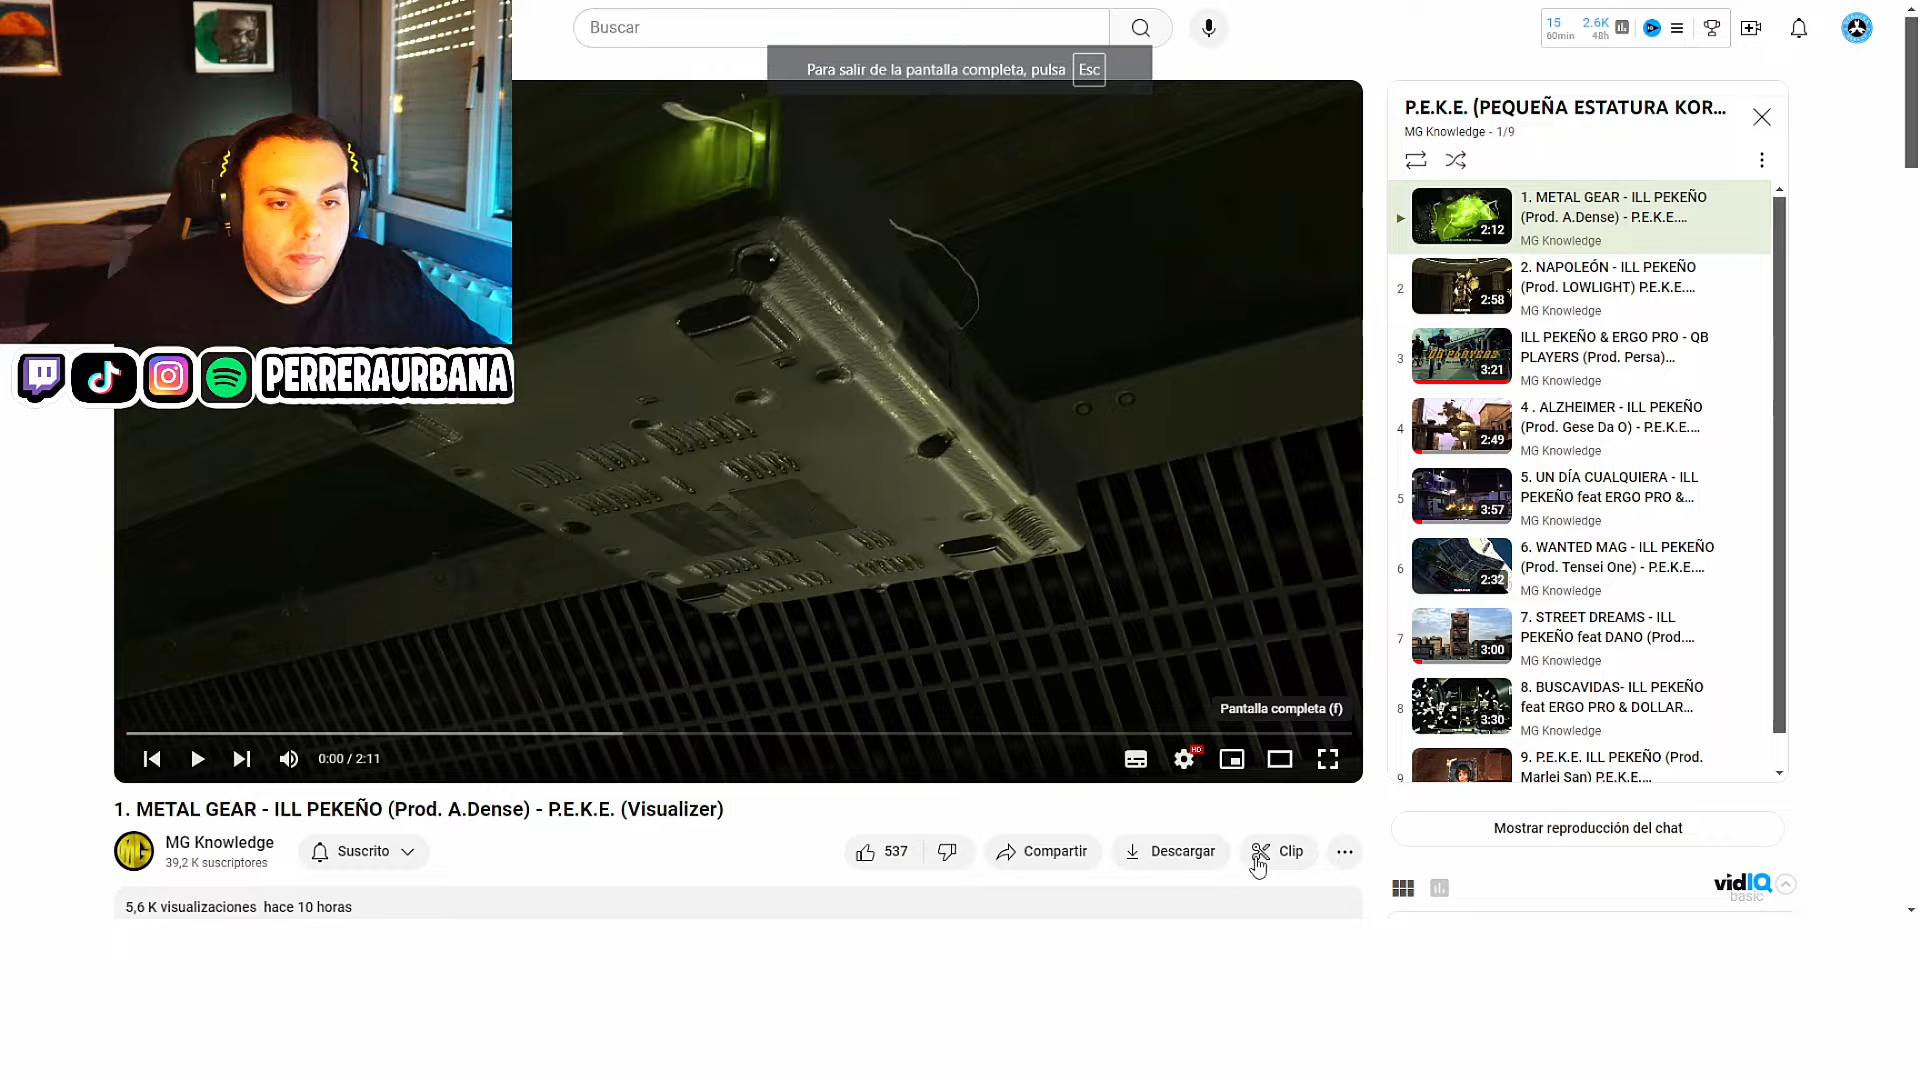 Buscar
15
60min
2.6K
48h
Para salir de la pantalla completa, pulsa Esc
PERRERAURBANA
Pantalla completa (f)
0:00 / 2:11
HD
1. METAL GEAR - ILL PEKEÑO (Prod. A.Dense) - P.E.K.E. (Visualizer)
MG Knowledge
39,2 K suscriptores
Suscrito
537
Compartir
Descargar
Clip
5,6 K visualizaciones hace 10 horas
P.E.K.E. (PEQUEÑA ESTATURA KOR...
MG Knowledge - 1/9
2:12
1. METAL GEAR - ILL PEKEÑO
(Prod. A.Dense) - P.E.K.E....
MG Knowledge
2
2:58
2. NAPOLEÓN - ILL PEKEÑO
(Prod. LOWLIGHT) P.E.K.E....
MG Knowledge
3
QB PLAYERS
3:21
ILL PEKEÑO & ERGO PRO - QB
PLAYERS (Prod. Persa)...
MG Knowledge
4
2:49
4 . ALZHEIMER - ILL PEKEÑO
(Prod. Gese Da O) - P.E.K.E....
MG Knowledge
5
3:57
5. UN DÍA CUALQUIERA - ILL
PEKEÑO feat ERGO PRO &...
MG Knowledge
6
2:32
6. WANTED MAG - ILL PEKEÑO
(Prod. Tensei One) - P.E.K.E....
MG Knowledge
7
3:00
7. STREET DREAMS - ILL
PEKEÑO feat DANO (Prod....
MG Knowledge
8
3:30
8. BUSCAVIDAS- ILL PEKEÑO
feat ERGO PRO & DOLLAR...
MG Knowledge
9
9. P.E.K.E. ILL PEKEÑO (Prod.
Marlei San) P.E.K.E....
Mostrar reproducción del chat
vidIQ
basic